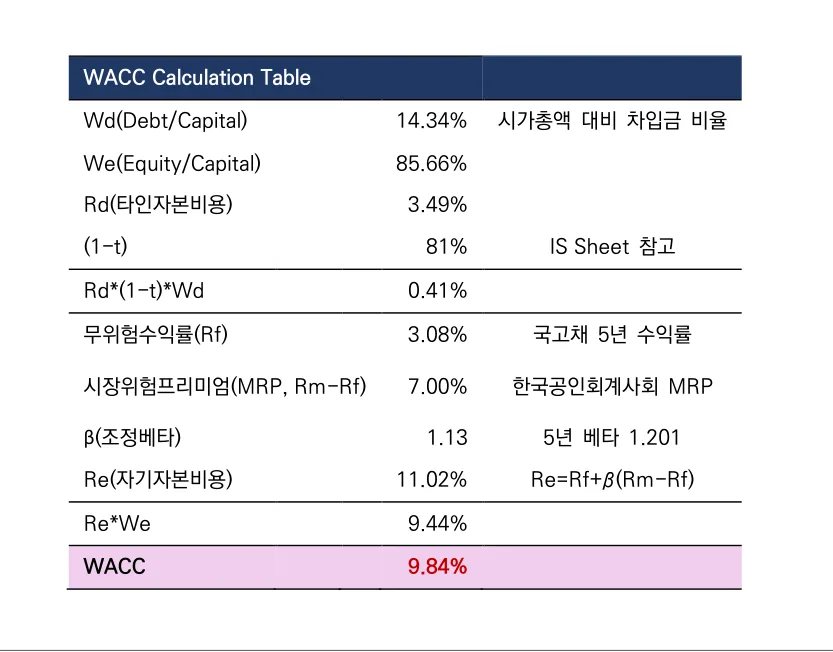 WACC Calculation Table
Wd(Debt/Capital) 14.34% 시가총액 대비 차입금 비율
We(Equity/Capital) 85.66%
Rd(타인자본비용) 3.49%
(1-t) 81% IS Sheet 참고
Rd*(1-t)*Wd 0.41%
무위험수익률(Rf) 3.08% 국고채 5년 수익률
시장위험프리미엄(MRP, Rm-Rf) 7.00% 한국공인회계사회 MRP
β(조정베타) 1.13 5년 베타 1.201
Re(자기자본비용) 11.02% Re=Rf+β(Rm-Rf)
Re*We 9.44%
WACC 9.84%